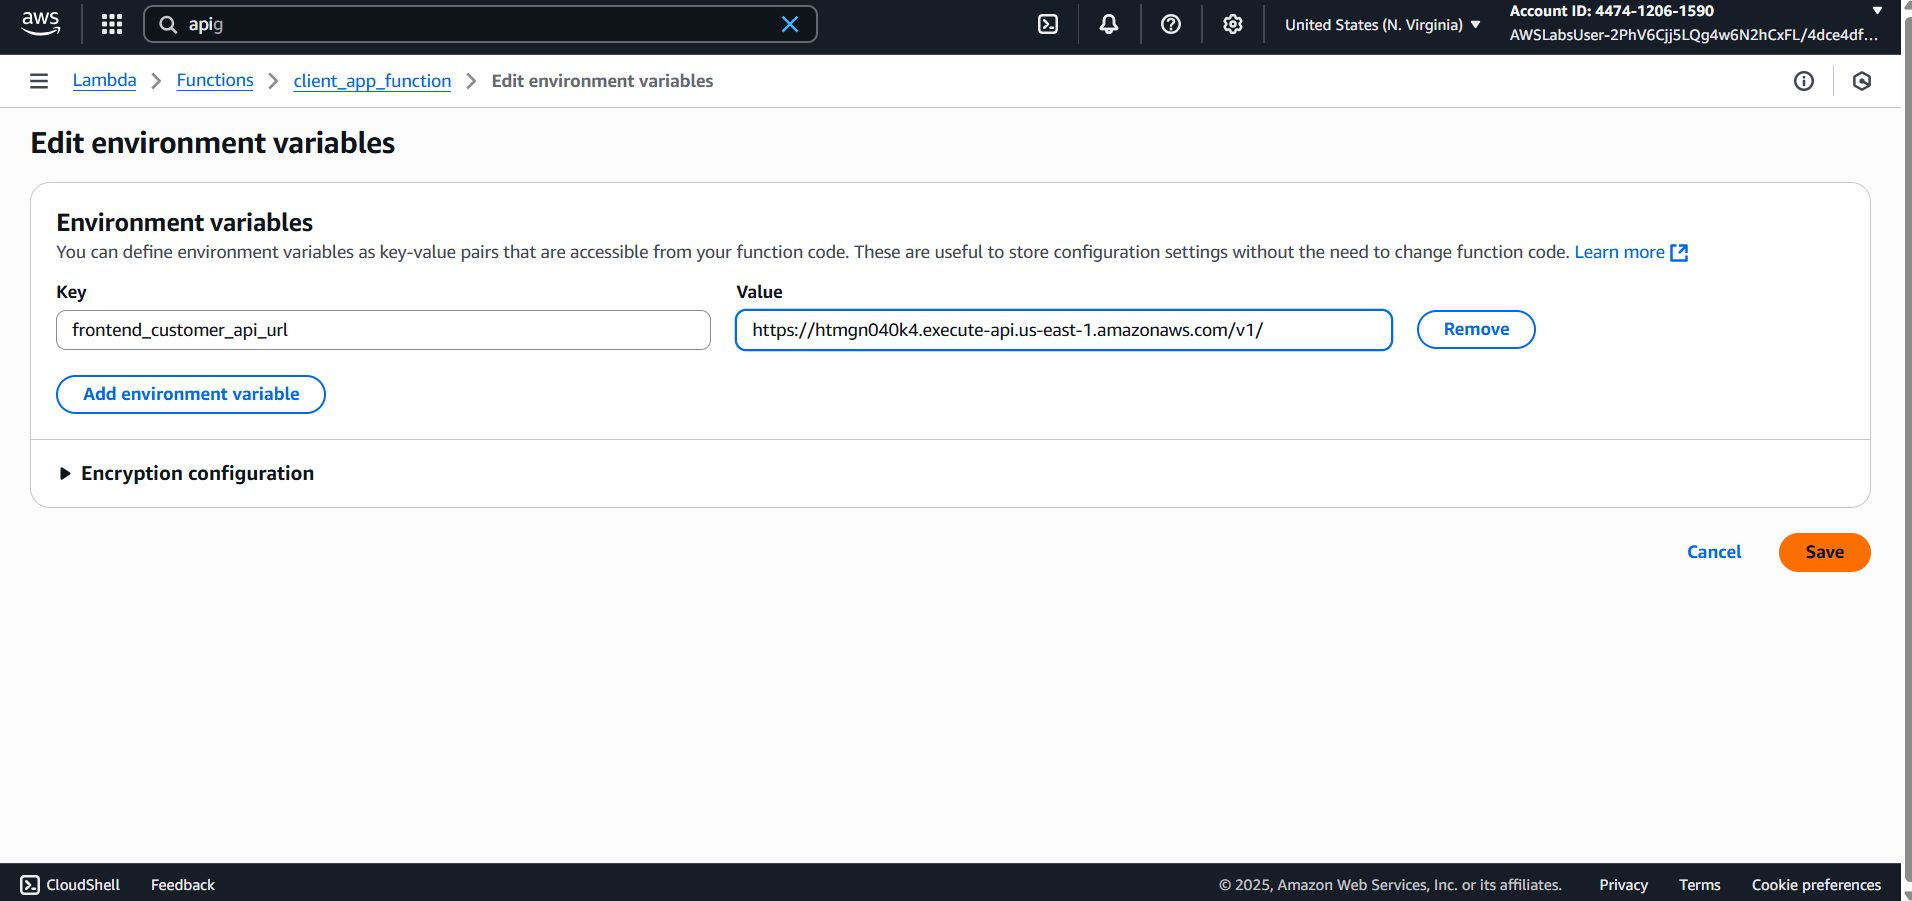 aws
apig
United States (N. Virginia)
Account ID: 4474-1206-1590
AWSLabsUser-2PhV6Cjj5LQg4w6N2hCxFL/4dce4df...
Lambda
Functions
client_app_function
Edit environment variables
Edit environment variables
Environment variables
You can define environment variables as key-value pairs that are accessible from your function code. These are useful to store configuration settings without the need to change function code. Learn more
Key
Value
frontend_customer_api_url
https://htmgn040k4.execute-api.us-east-1.amazonaws.com/v1/
Remove
Add environment variable
Encryption configuration
Cancel
Save
CloudShell
Feedback
© 2025, Amazon Web Services, Inc. or its affiliates.
Privacy
Terms
Cookie preferences